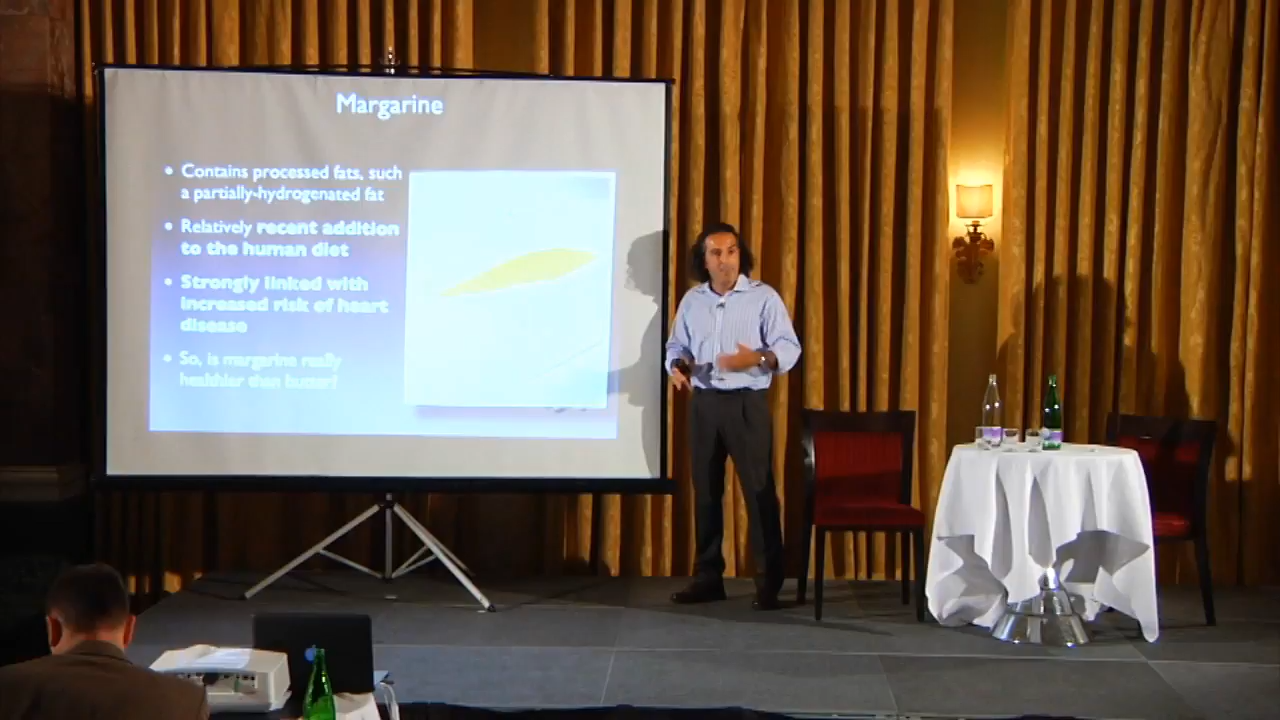 Margarine
• Contains processed fats, such
a partially-hydrogenated fat
• Relatively recent addition
to the human diet
• Strongly linked with
increased risk of heart
disease
• So, is margarine really
healthier than butter?